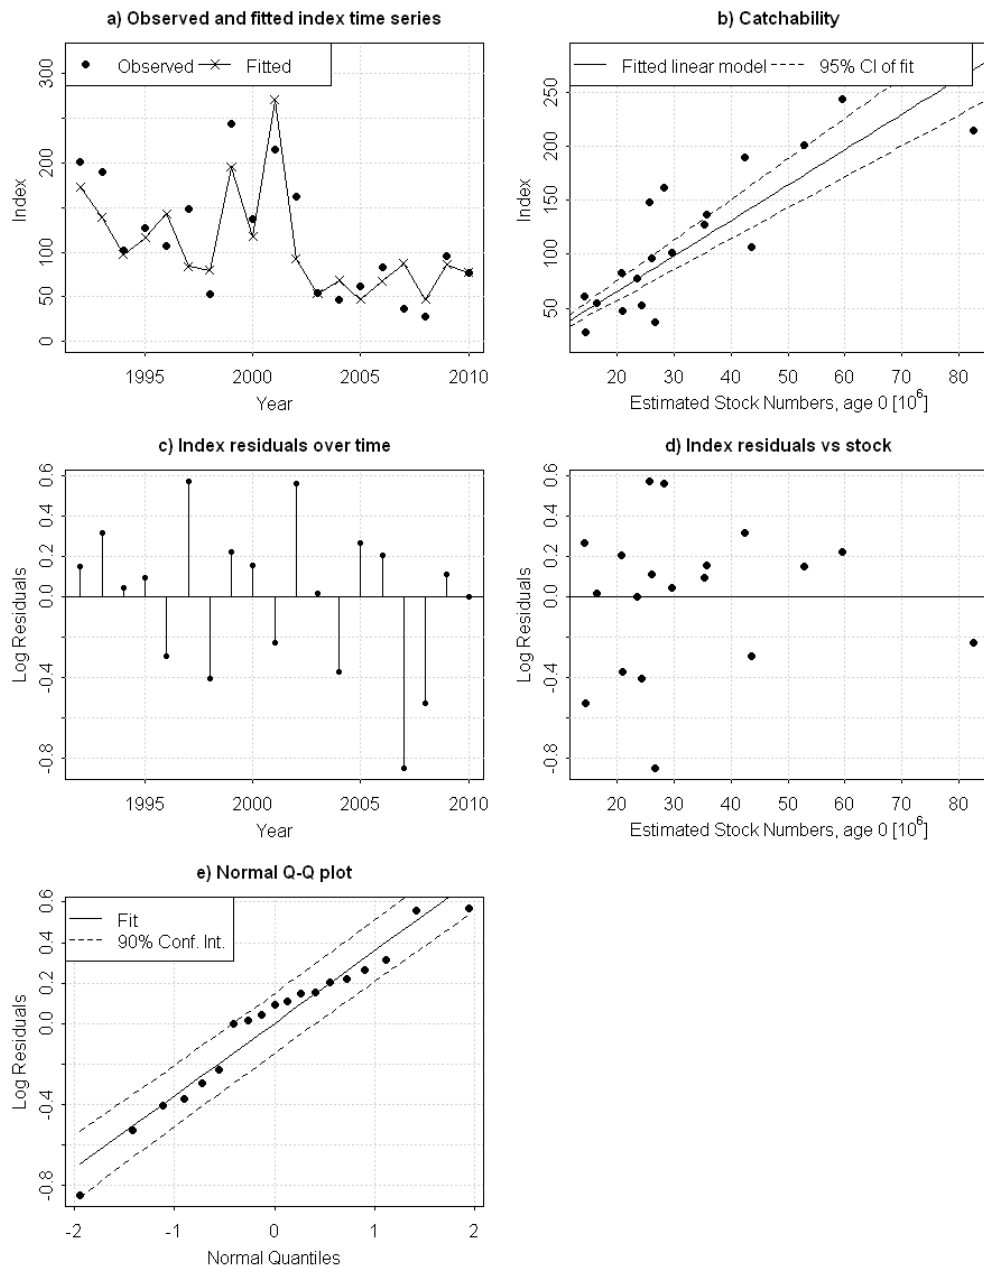 a) Observed and fitted index time series
Observed Fitted
Index
0 50 100 200 300
1995 2000 2005 2010
Year
b) Catchability
Fitted linear model 95% CI of fit
Index
50 100 150 200 250
20 30 40 50 60 70 80
Estimated Stock Numbers, age 0 [10^6]
c) Index residuals over time
Log Residuals
-0.8 -0.4 0.0 0.2 0.4 0.6
1995 2000 2005 2010
Year
d) Index residuals vs stock
Log Residuals
-0.8 -0.4 0.0 0.2 0.4 0.6
20 30 40 50 60 70 80
Estimated Stock Numbers, age 0 [10^6]
e) Normal Q-Q plot
Fit
90% Conf. Int.
Log Residuals
-0.8 -0.4 0.0 0.2 0.4 0.6
-2 -1 0 1 2
Normal Quantiles